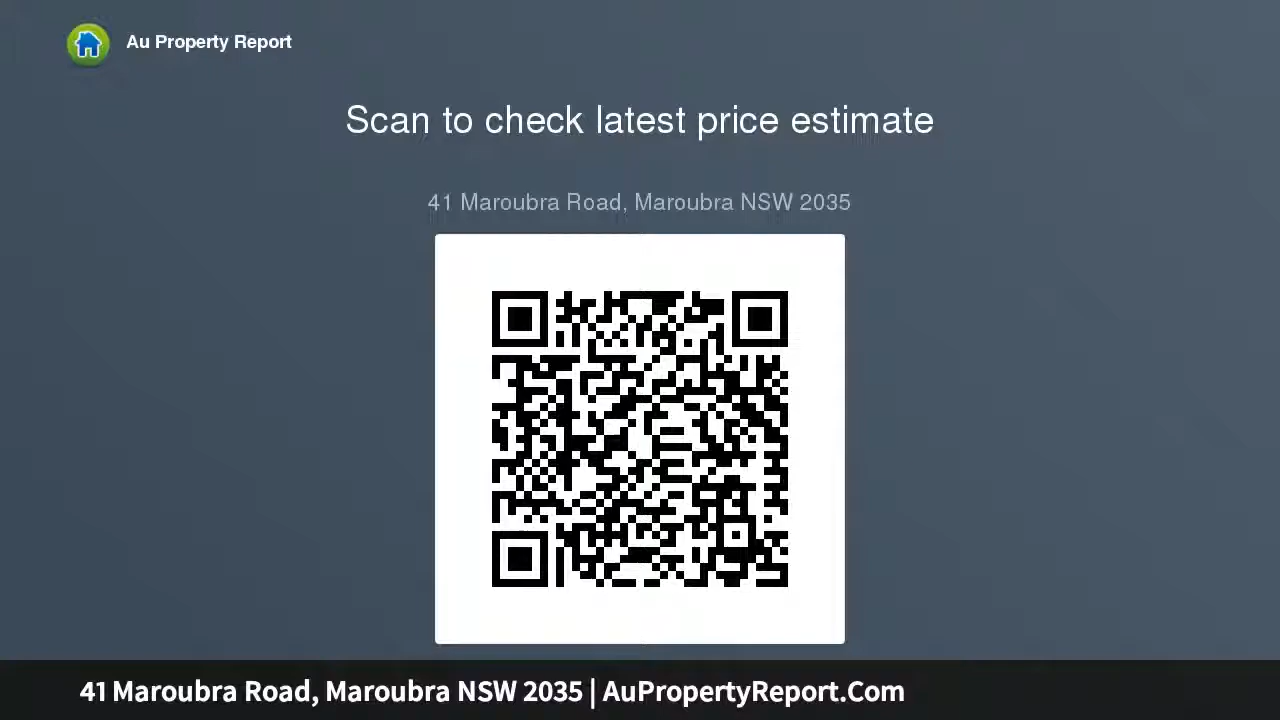 Au Property Report
Scan to check latest price estimate
41 Maroubra Road, Maroubra NSW 2035
41 Maroubra Road, Maroubra NSW 2035 | AuPropertyReport.Com